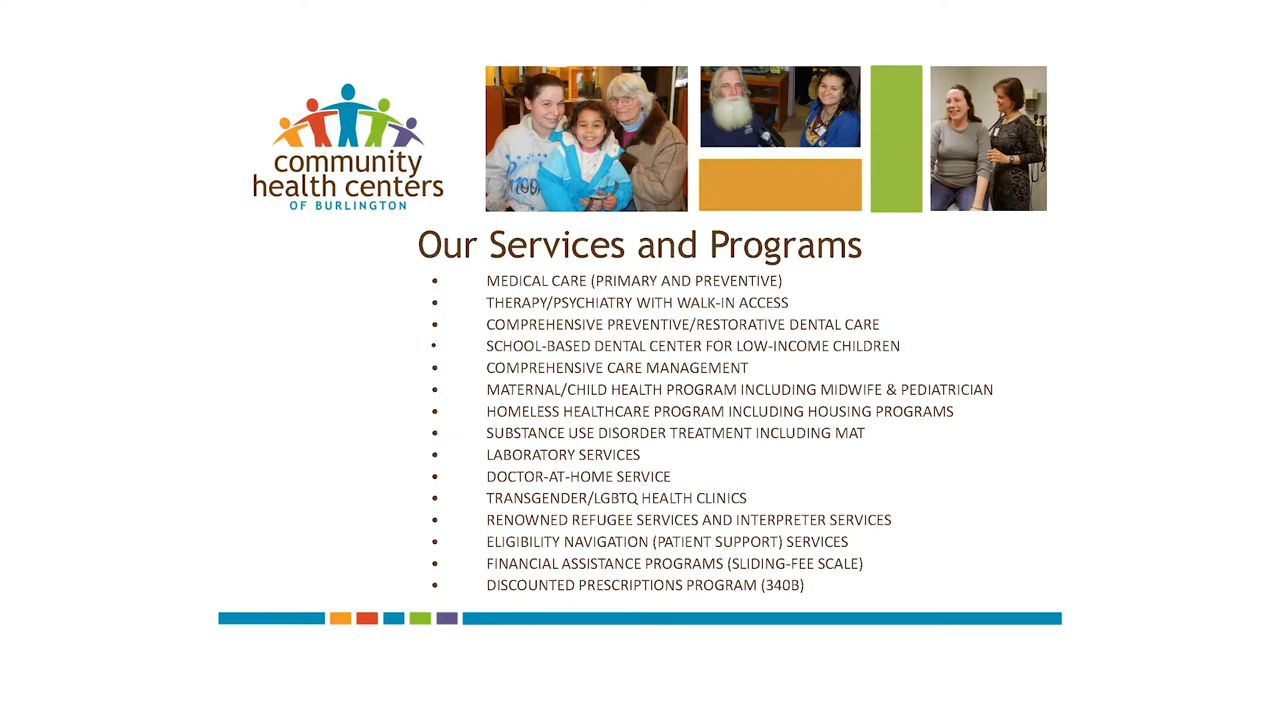 community
health centers
OF BURLINGTON
Our Services and Programs
• MEDICAL CARE (PRIMARY AND PREVENTIVE)
• THERAPY/PSYCHIATRY WITH WALK-IN ACCESS
• COMPREHENSIVE PREVENTIVE/RESTORATIVE DENTAL CARE
• SCHOOL-BASED DENTAL CENTER FOR LOW-INCOME CHILDREN
• COMPREHENSIVE CARE MANAGEMENT
• MATERNAL/CHILD HEALTH PROGRAM INCLUDING MIDWIFE & PEDIATRICIAN
• HOMELESS HEALTHCARE PROGRAM INCLUDING HOUSING PROGRAMS
• SUBSTANCE USE DISORDER TREATMENT INCLUDING MAT
• LABORATORY SERVICES
• DOCTOR-AT-HOME SERVICE
• TRANSGENDER/LGBTQ HEALTH CLINICS
• RENOWNED REFUGEE SERVICES AND INTERPRETER SERVICES
• ELIGIBILITY NAVIGATION (PATIENT SUPPORT) SERVICES
• FINANCIAL ASSISTANCE PROGRAMS (SLIDING-FEE SCALE)
• DISCOUNTED PRESCRIPTIONS PROGRAM (340B)